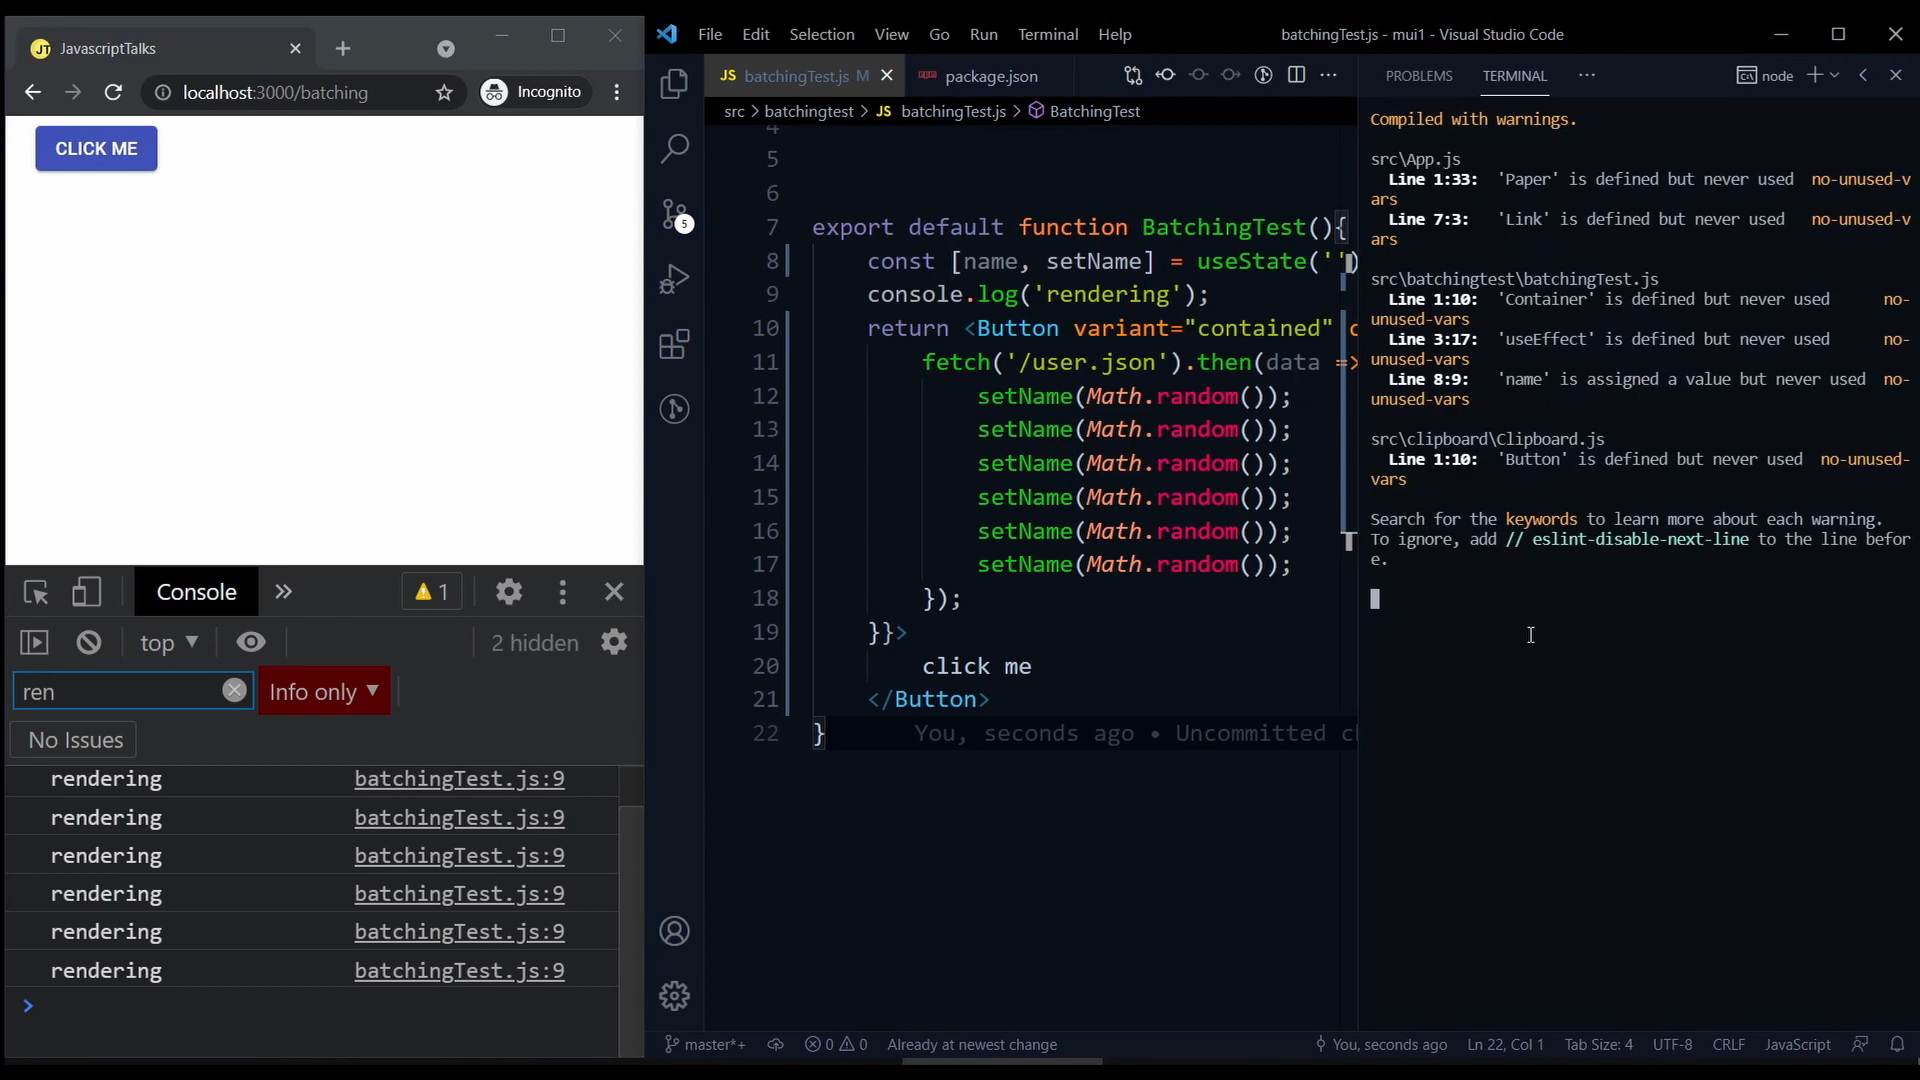 JavascriptTalks
localhost:3000/batching
Incognito
CLICK ME
Console
1
top
2 hidden
ren
Info only
No Issues
rendering batchingTest.js:9
rendering batchingTest.js:9
rendering batchingTest.js:9
rendering batchingTest.js:9
rendering batchingTest.js:9
rendering batchingTest.js:9
>
File Edit Selection View Go Run Terminal Help
batchingTest.js - mui1 - Visual Studio Code
5
JS batchingTest.js M
package.json
src > batchingtest > JS batchingTest.js > BatchingTest
4
5
6
7 export default function BatchingTest(){
8 const [name, setName] = useState('')
9 console.log('rendering');
10 return <Button variant="contained"
11 fetch('/user.json').then(data =>
12 setName(Math.random());
13 setName(Math.random());
14 setName(Math.random());
15 setName(Math.random());
16 setName(Math.random());
17 setName(Math.random());
18 });
19 }}>
20 click me
21 </Button>
22 } You, seconds ago • Uncommitted
PROBLEMS TERMINAL
node
Compiled with warnings.
src\App.js
Line 1:33: 'Paper' is defined but never used no-unused-v
ars
Line 7:3: 'Link' is defined but never used no-unused-v
ars
src\batchingtest\batchingTest.js
Line 1:10: 'Container' is defined but never used no-
unused-vars
Line 3:17: 'useEffect' is defined but never used no-
unused-vars
Line 8:9: 'name' is assigned a value but never used no-
unused-vars
src\clipboard\Clipboard.js
Line 1:10: 'Button' is defined but never used no-unused-
vars
Search for the keywords to learn more about each warning.
To ignore, add // eslint-disable-next-line to the line befor
e.
master*+
0 0
Already at newest change
You, seconds ago
Ln 22, Col 1
Tab Size: 4
UTF-8
CRLF
JavaScript